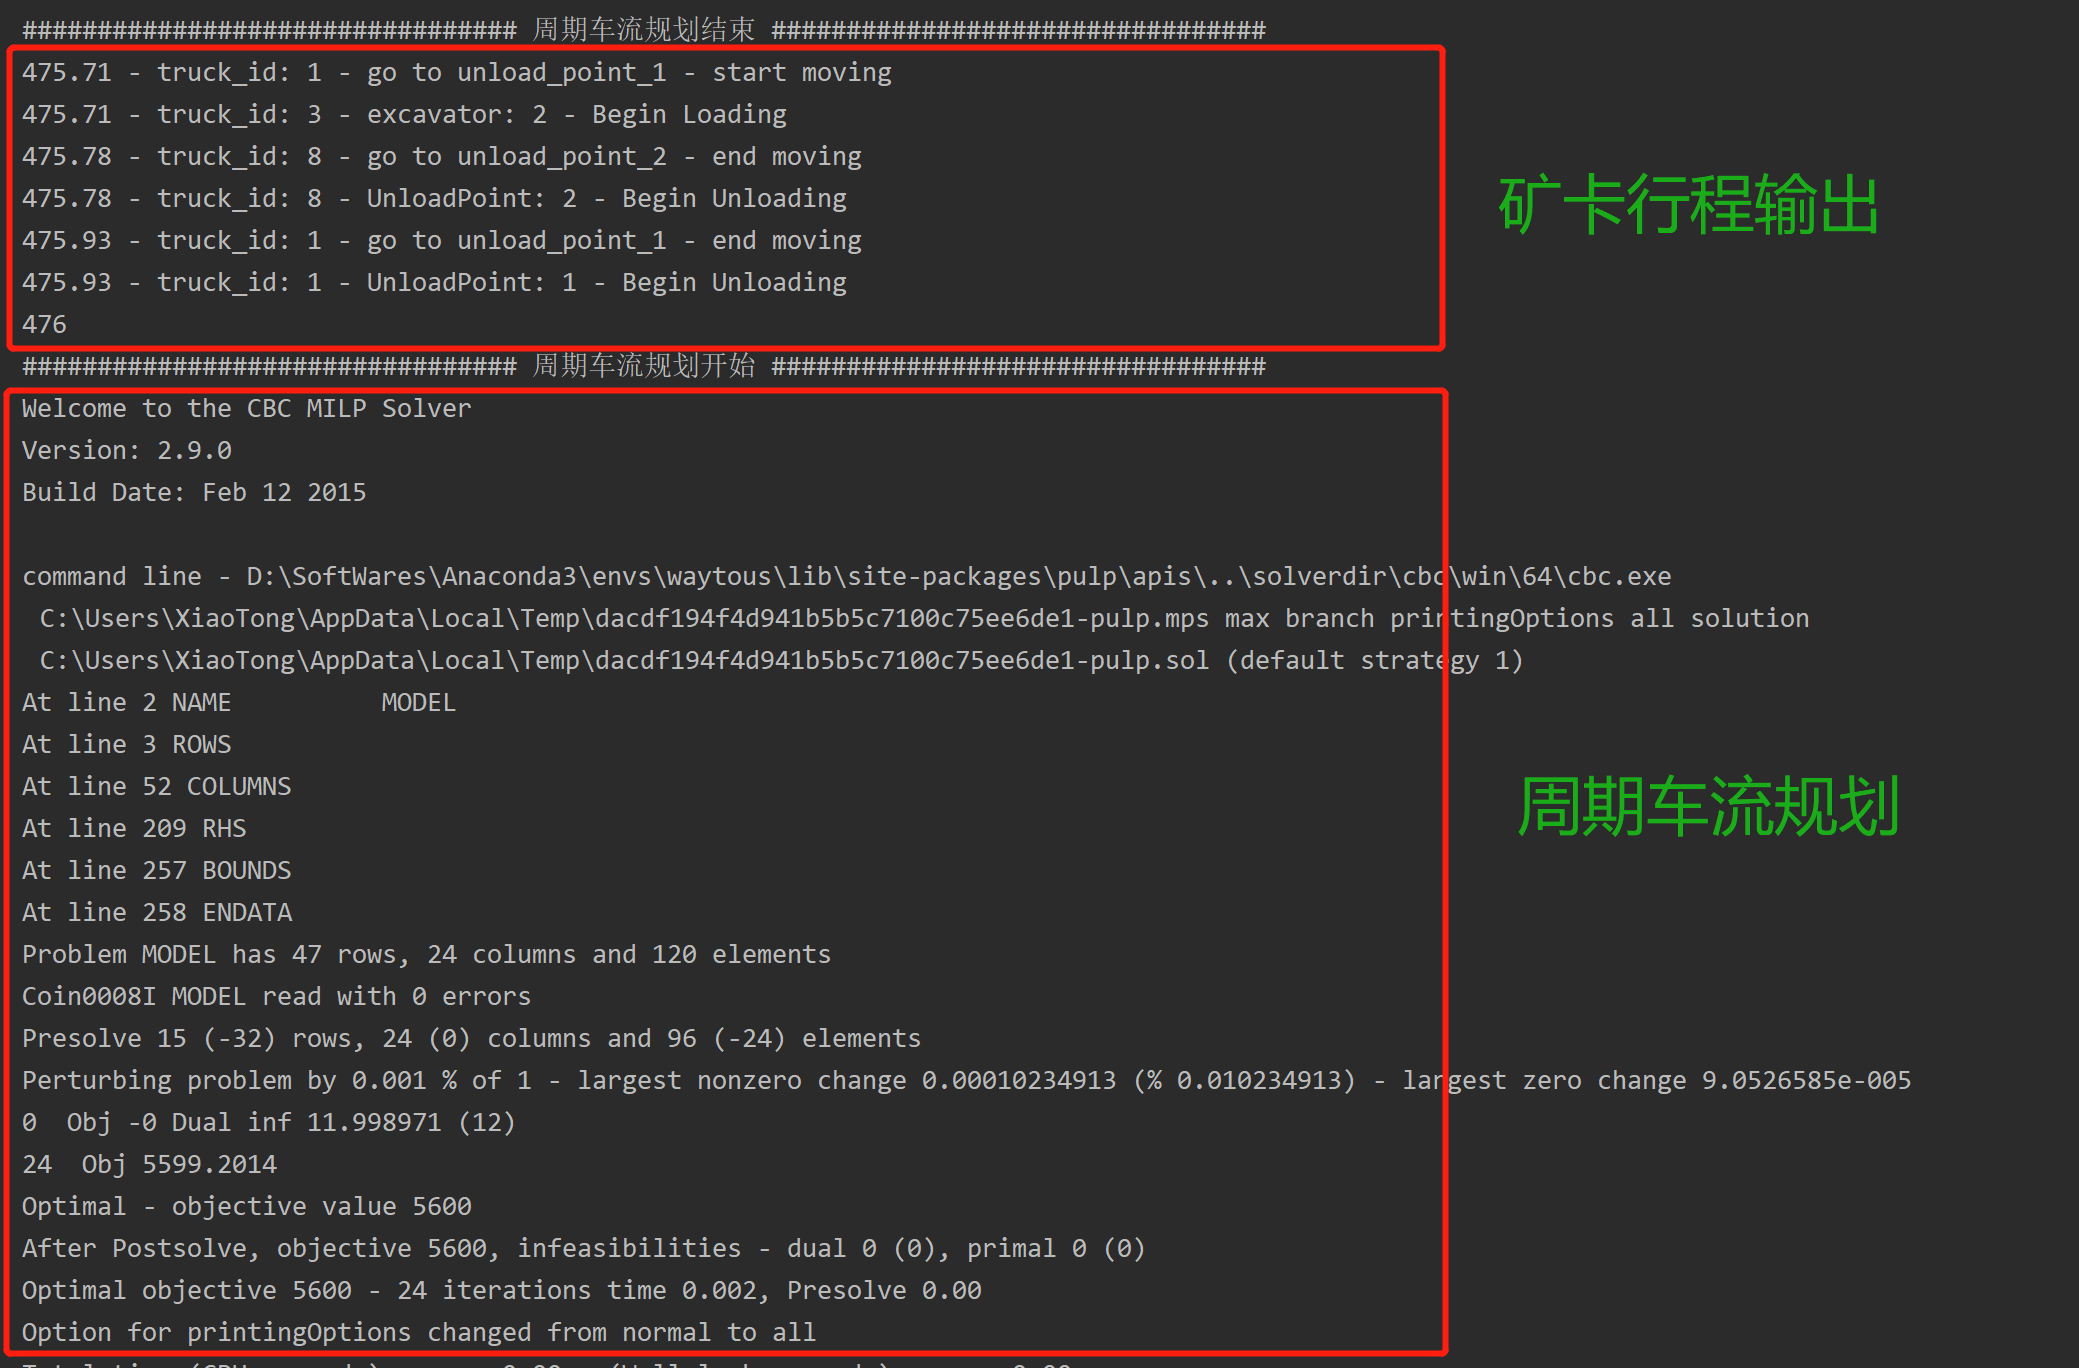 ################################# 周期车流规划结束 #################################
475.71 - truck_id: 1 - go to unload_point_1 - start moving
475.71 - truck_id: 3 - excavator: 2 - Begin Loading
475.78 - truck_id: 8 - go to unload_point_2 - end moving
475.78 - truck_id: 8 - UnloadPoint: 2 - Begin Unloading
475.93 - truck_id: 1 - go to unload_point_1 - end moving
475.93 - truck_id: 1 - UnloadPoint: 1 - Begin Unloading
476
矿卡行程输出
################################# 周期车流规划开始 #################################
Welcome to the CBC MILP Solver
Version: 2.9.0
Build Date: Feb 12 2015
command line - D:\SoftWares\Anaconda3\envs\waytous\lib\site-packages\pulp\apis\..\solverdir\cbc\win\64\cbc.exe
C:\Users\XiaoTong\AppData\Local\Temp\dacdf194f4d941b5b5c7100c75ee6de1-pulp.mps max branch printingOptions all solution
C:\Users\XiaoTong\AppData\Local\Temp\dacdf194f4d941b5b5c7100c75ee6de1-pulp.sol (default strategy 1)
At line 2 NAME          MODEL
At line 3 ROWS
At line 52 COLUMNS
At line 209 RHS
At line 257 BOUNDS
At line 258 ENDATA
Problem MODEL has 47 rows, 24 columns and 120 elements
Coin0008I MODEL read with 0 errors
Presolve 15 (-32) rows, 24 (0) columns and 96 (-24) elements
Perturbing problem by 0.001 % of 1 - largest nonzero change 0.00010234913 (% 0.010234913) - largest zero change 9.0526585e-005
0  Obj -0 Dual inf 11.998971 (12)
24  Obj 5599.2014
Optimal - objective value 5600
After Postsolve, objective 5600, infeasibilities - dual 0 (0), primal 0 (0)
Optimal objective 5600 - 24 iterations time 0.002, Presolve 0.00
Option for printingOptions changed from normal to all
周期车流规划